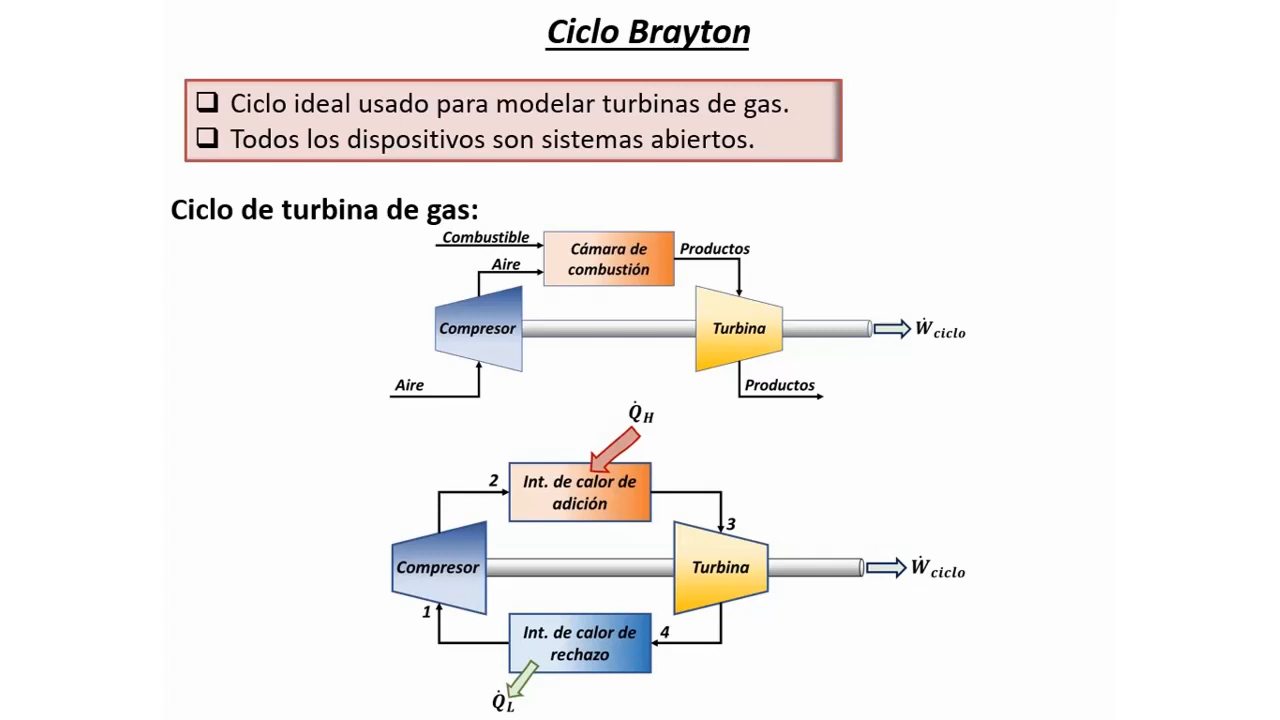 Ciclo Brayton
❑ Ciclo ideal usado para modelar turbinas de gas.
❑ Todos los dispositivos son sistemas abiertos.
Ciclo de turbina de gas:
Combustible
Cámara de
combustión
Productos
Aire
Compresor
Turbina
Ẇciclo
Aire
Productos
Q̇H
2
Int. de calor de
adición
3
Compresor
Turbina
Ẇciclo
1
Int. de calor de
rechazo
4
Q̇L